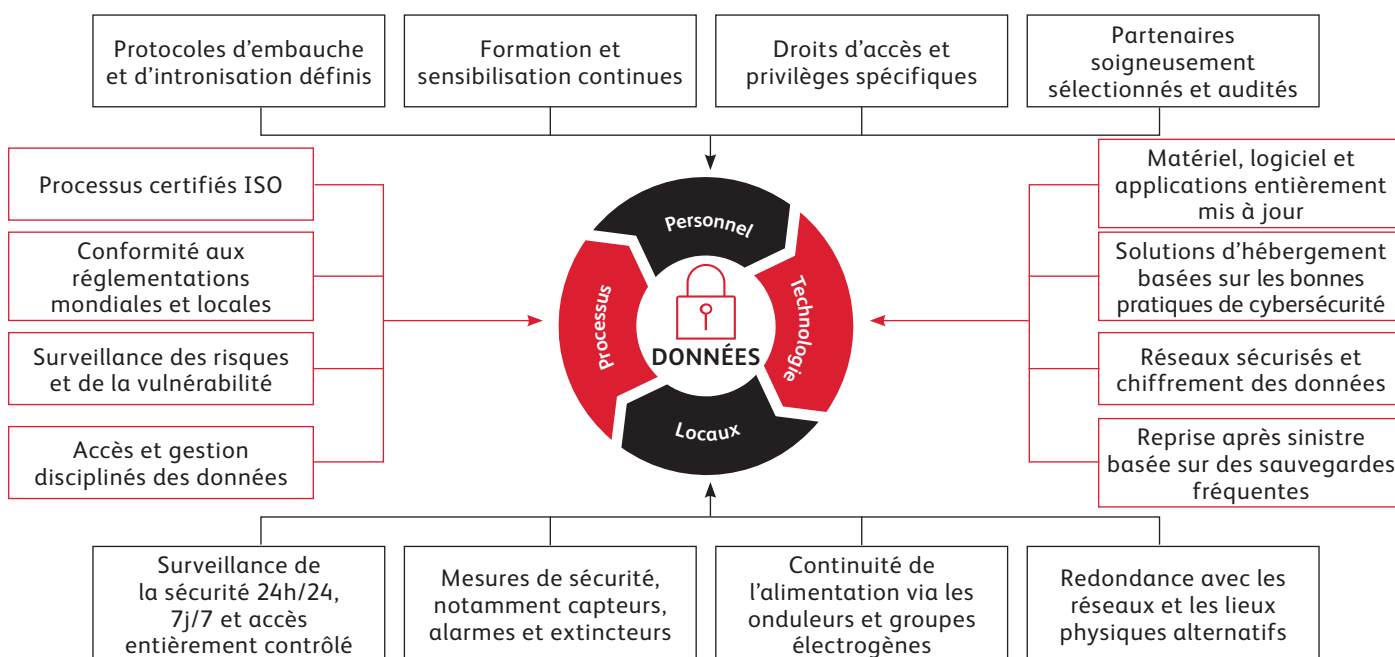 Protocoles d'embauche
et d'intronisation définis
Formation et
sensibilisation continues
Droits d'accès et
privilèges spécifiques
Partenaires
soigneusement
sélectionnés et audités
Processus certifiés ISO
Conformité aux
réglementations
mondiales et locales
Surveillance des risques
et de la vulnérabilité
Accès et gestion
disciplinés des données
Personnel
Processus
Technologie
DONNÉES
Locaux
Matériel, logiciel et
applications entièrement
mis à jour
Solutions d'hébergement
basées sur les bonnes
pratiques de cybersécurité
Réseaux sécurisés et
chiffrement des données
Reprise après sinistre
basée sur des sauvegardes
fréquentes
Surveillance de
la sécurité 24h/24,
7j/7 et accès
entièrement contrôlé
Mesures de sécurité,
notamment capteurs,
alarmes et extincteurs
Continuité de
l'alimentation via les
onduleurs et groupes
électrogènes
Redondance avec les
réseaux et les lieux
physiques alternatifs